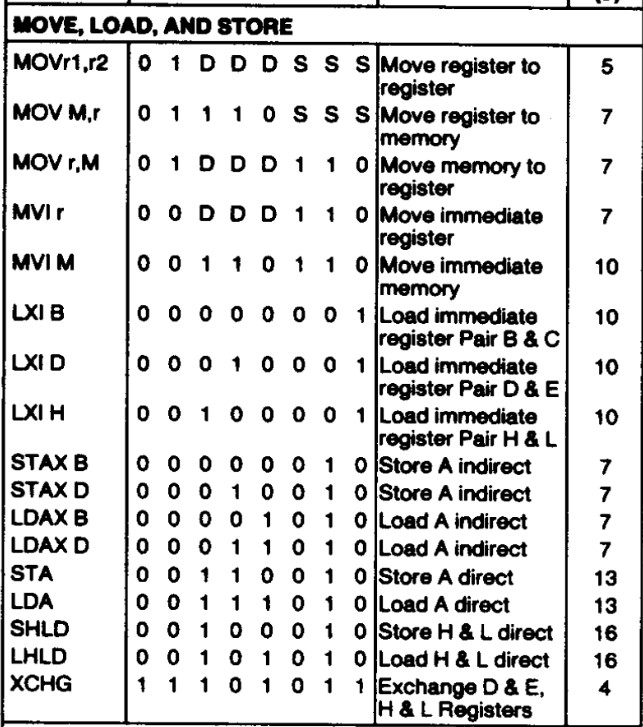 MOVE, LOAD, AND STORE
MOVr1,r2 0 1 D D D S S S Move register to 5
register
MOV M,r 0 1 1 1 0 S S S Move register to 7
memory
MOV r,M 0 1 D D D 1 1 0 Move memory to 7
register
MVI r 0 0 D D D 1 1 0 Move immediate 7
register
MVI M 0 0 1 1 0 1 1 0 Move immediate 10
memory
LXI B 0 0 0 0 0 0 0 1 Load immediate 10
register Pair B & C
LXI D 0 0 0 1 0 0 0 1 Load immediate 10
register Pair D & E
LXI H 0 0 1 0 0 0 0 1 Load immediate 10
register Pair H & L
STAX B 0 0 0 0 0 0 1 0 Store A indirect 7
STAX D 0 0 0 1 0 0 1 0 Store A indirect 7
LDAX B 0 0 0 0 1 0 1 0 Load A indirect 7
LDAX D 0 0 0 1 1 0 1 0 Load A indirect 7
STA 0 0 1 1 0 0 1 0 Store A direct 13
LDA 0 0 1 1 1 0 1 0 Load A direct 13
SHLD 0 0 1 0 0 0 1 0 Store H & L direct 16
LHLD 0 0 1 0 1 0 1 0 Load H & L direct 16
XCHG 1 1 1 0 1 0 1 1 Exchange D & E, 4
H & L Registers